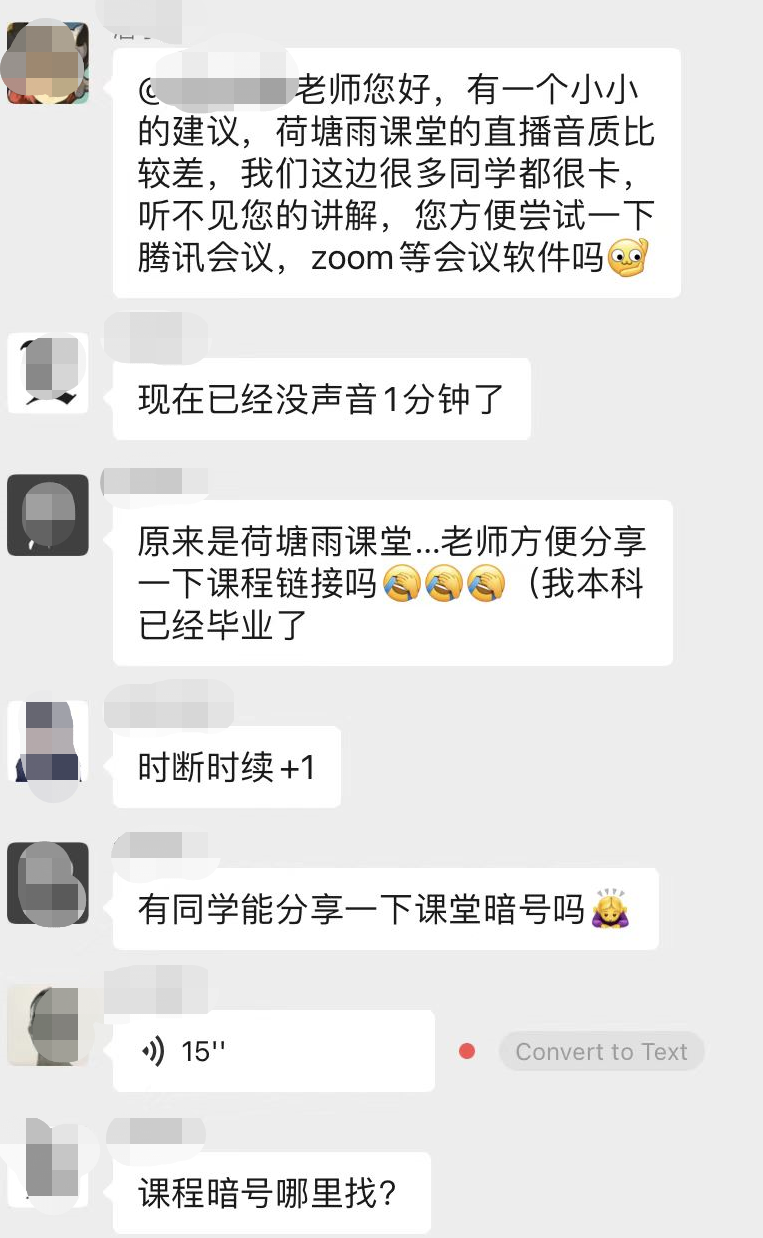 @老师您好，有一个小小
的建议，荷塘雨课堂的直播音质比
较差，我们这边很多同学都很卡，
听不见您的讲解，您方便尝试一下
腾讯会议，zoom等会议软件吗
现在已经没声音1分钟了
原来是荷塘雨课堂...老师方便分享
一下课程链接吗（我本科
已经毕业了
时断时续+1
有同学能分享一下课堂暗号吗
15''
Convert to Text
课程暗号哪里找？